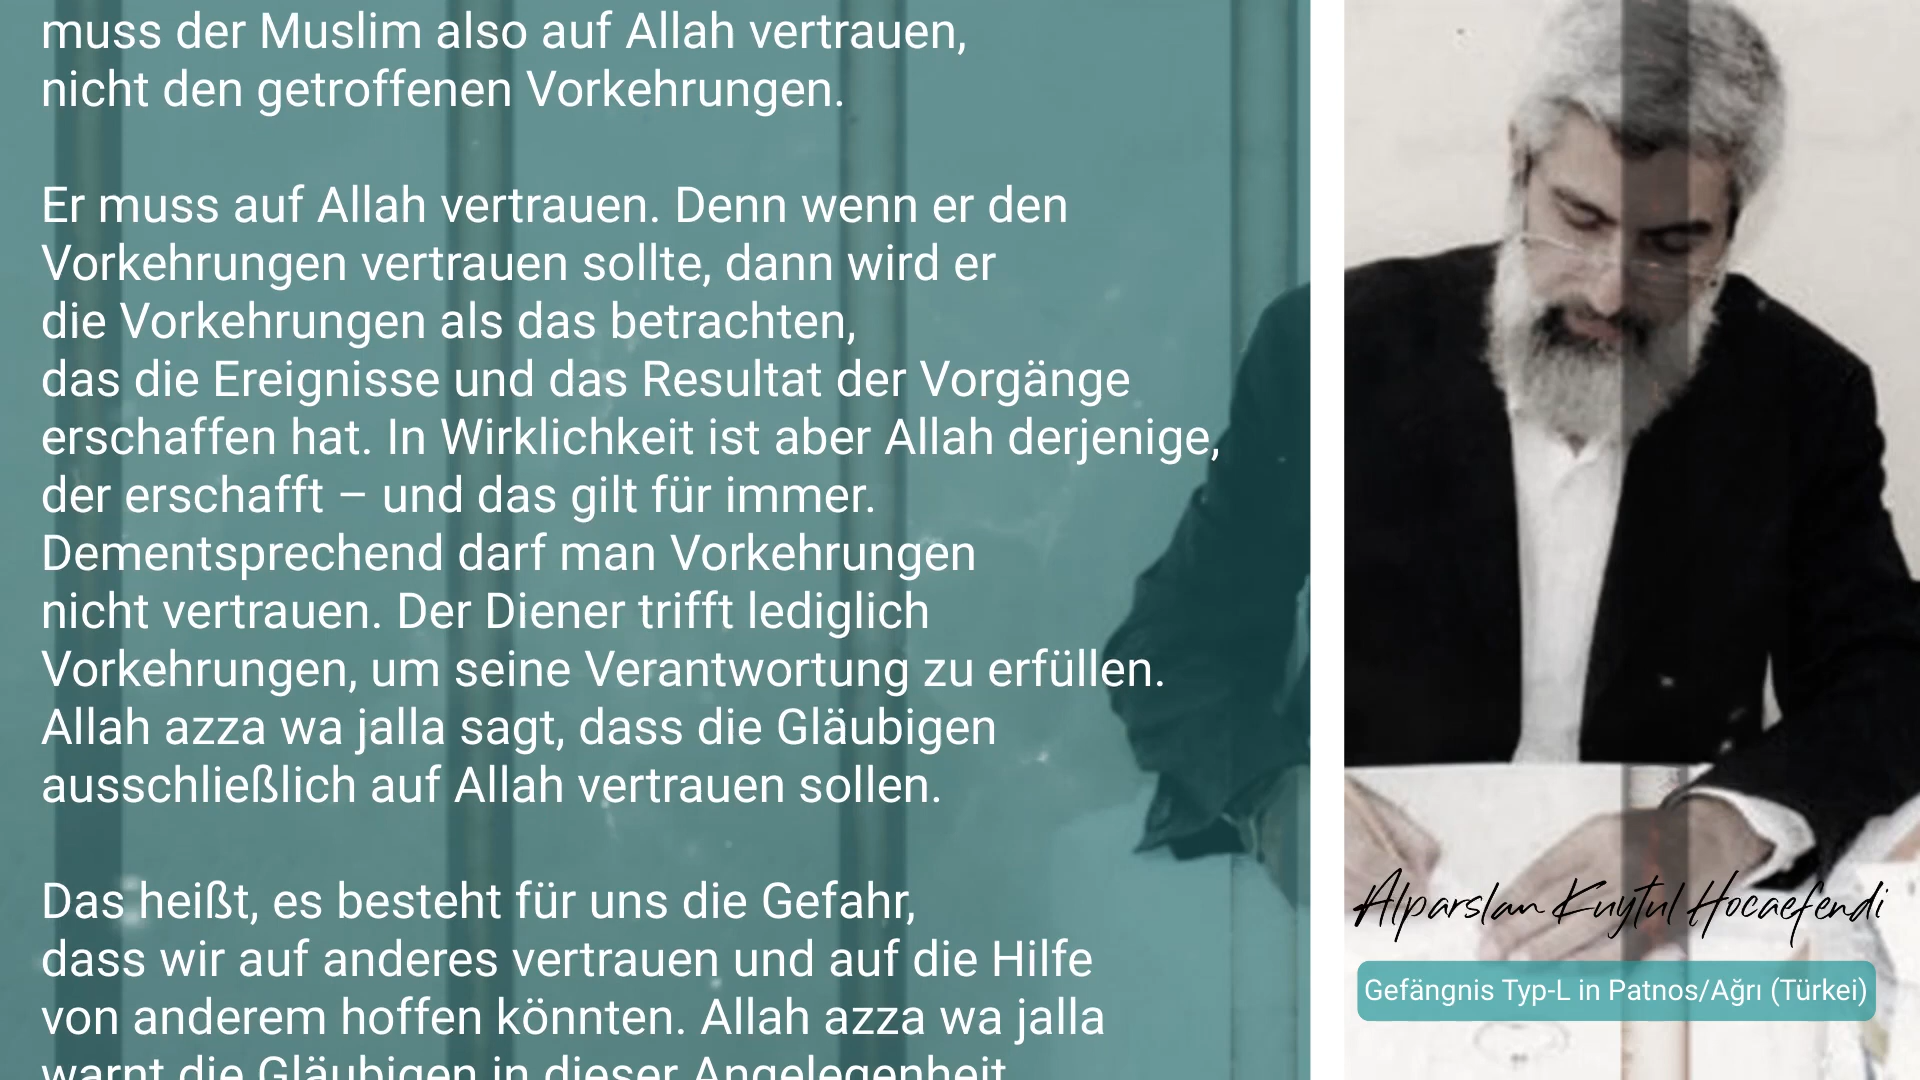 muss der Muslim also auf Allah vertrauen,
nicht den getroffenen Vorkehrungen.
Er muss auf Allah vertrauen. Denn wenn er den
Vorkehrungen vertrauen sollte, dann wird er
die Vorkehrungen als das betrachten,
das die Ereignisse und das Resultat der Vorgänge
erschaffen hat. In Wirklichkeit ist aber Allah derjenige,
der erschafft – und das gilt für immer.
Dementsprechend darf man Vorkehrungen
nicht vertrauen. Der Diener trifft lediglich
Vorkehrungen, um seine Verantwortung zu erfüllen.
Allah azza wa jalla sagt, dass die Gläubigen
ausschließlich auf Allah vertrauen sollen.
Das heißt, es besteht für uns die Gefahr,
dass wir auf anderes vertrauen und auf die Hilfe
von anderem hoffen könnten. Allah azza wa jalla
warnt die Gläubigen in dieser Angelegenheit
Alparslan Kuytul Hocaefendi
Gefängnis Typ-L in Patnos/Ağrı (Türkei)